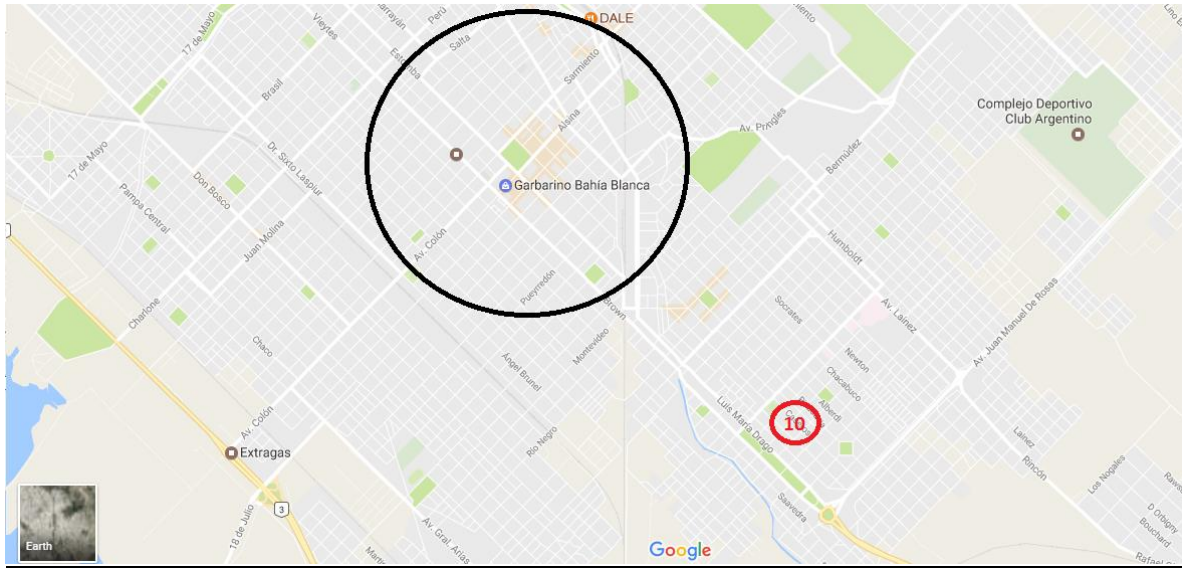 17 de Mayo
Vieytes
Estomba
Perú
Salta
DALE
Sarmiento
Alsina
Brasil
Dr. Sixto Laspiur
Av. Pringles
Bermúdez
Complejo Deportivo
Club Argentino
17 de Mayo
Pampa Central
Don Bosco
Juan Molina
Garbarino Bahía Blanca
Av. Colón
Pueyrredón
Brown
Humboldt
Av. Lainez
Av. Juan Manuel De Rosas
Socrates
Charlone
Chaco
Ángel Brunel
Montevideo
Newton
Chacabuco
Alberdi
Luis María Drago
10
Av. Colón
Extragas
Río Negro
Lainez
Rincón
Los Nogales
Saavedra
3
18 de Julio
Av. Gral. Arias
D Orbigny
Bouchard
Earth
Google